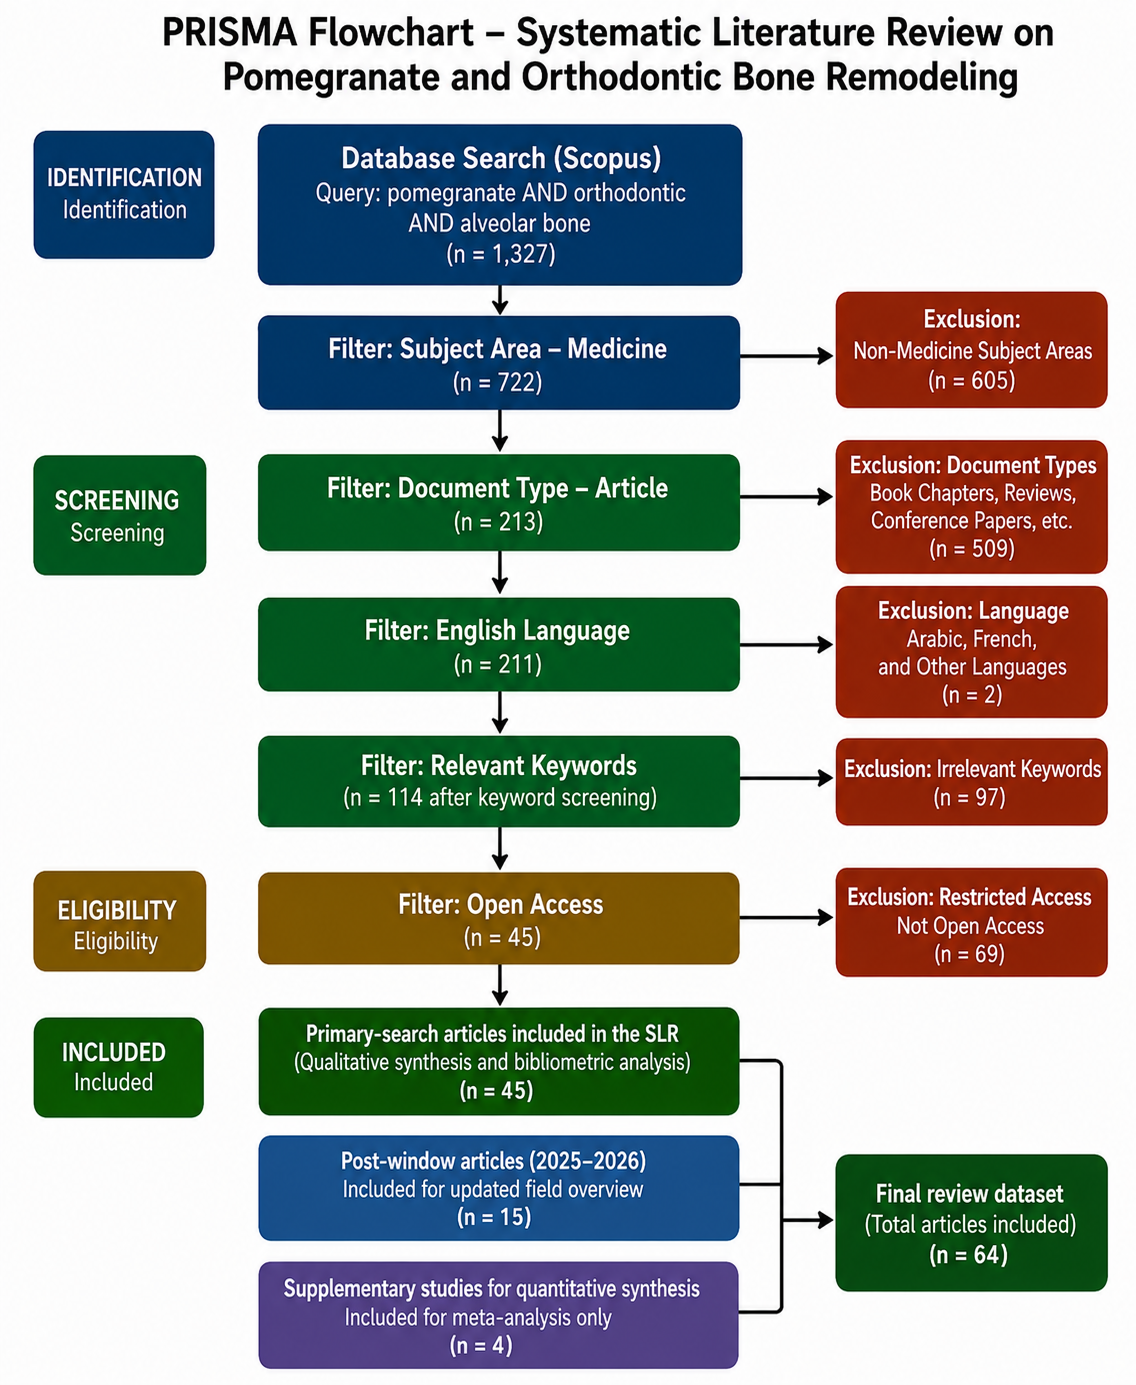 PRISMA Flowchart – Systematic Literature Review on
Pomegranate and Orthodontic Bone Remodeling
IDENTIFICATION
Identification
Database Search (Scopus)
Query: pomegranate AND orthodontic
AND alveolar bone
(n = 1,327)
Filter: Subject Area – Medicine
(n = 722)
Exclusion:
Non-Medicine Subject Areas
(n = 605)
SCREENING
Screening
Filter: Document Type – Article
(n = 213)
Exclusion: Document Types
Book Chapters, Reviews,
Conference Papers, etc.
(n = 509)
Filter: English Language
(n = 211)
Exclusion: Language
Arabic, French,
and Other Languages
(n = 2)
Filter: Relevant Keywords
(n = 114 after keyword screening)
Exclusion: Irrelevant Keywords
(n = 97)
ELIGIBILITY
Eligibility
Filter: Open Access
(n = 45)
Exclusion: Restricted Access
Not Open Access
(n = 69)
INCLUDED
Included
Primary-search articles included in the SLR
(Qualitative synthesis and bibliometric analysis)
(n = 45)
Post-window articles (2025–2026)
Included for updated field overview
(n = 15)
Supplementary studies for quantitative synthesis
Included for meta-analysis only
(n = 4)
Final review dataset
(Total articles included)
(n = 64)